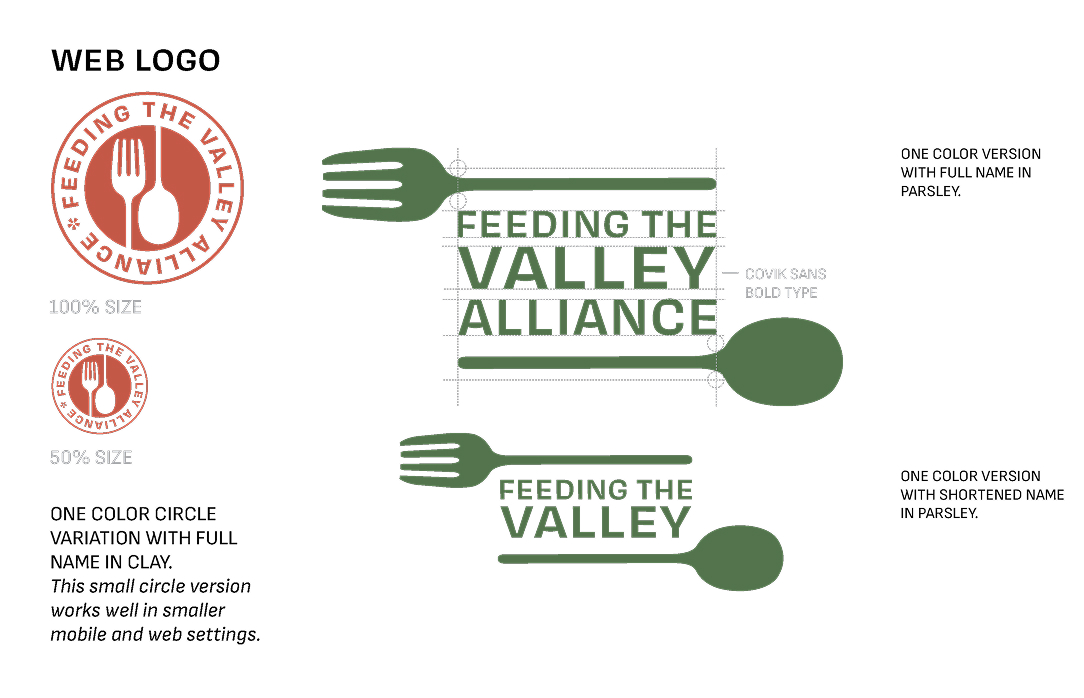 WEB LOGO
FEEDING THE VALLEY ALLIANCE *
100% SIZE
FEEDING THE VALLEY ALLIANCE *
50% SIZE
ONE COLOR CIRCLE
VARIATION WITH FULL
NAME IN CLAY.
This small circle version
works well in smaller
mobile and web settings.
FEEDING THE
VALLEY
ALLIANCE
COVIK SANS
BOLD TYPE
FEEDING THE
VALLEY
ONE COLOR VERSION
WITH FULL NAME IN
PARSLEY.
ONE COLOR VERSION
WITH SHORTENED NAME
IN PARSLEY.